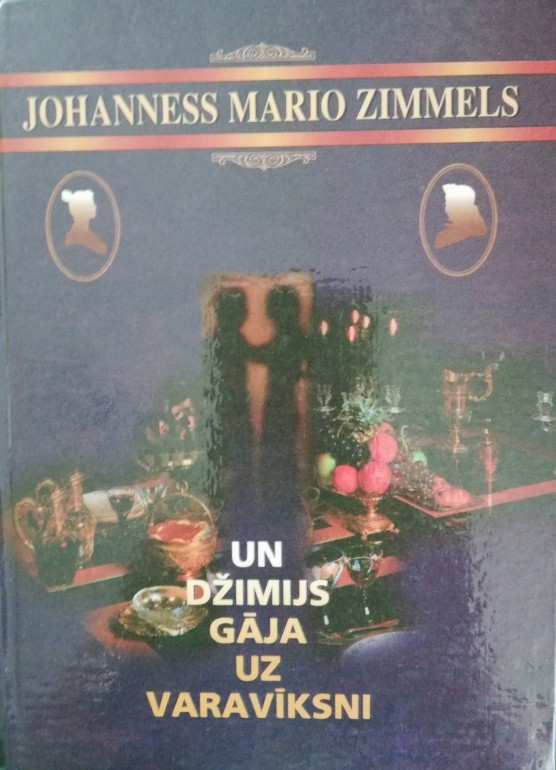 JOHANNESS MARIO ZIMMELS
UN
DŽIMIJS
GĀJA
UZ
VARAVĪKSNI